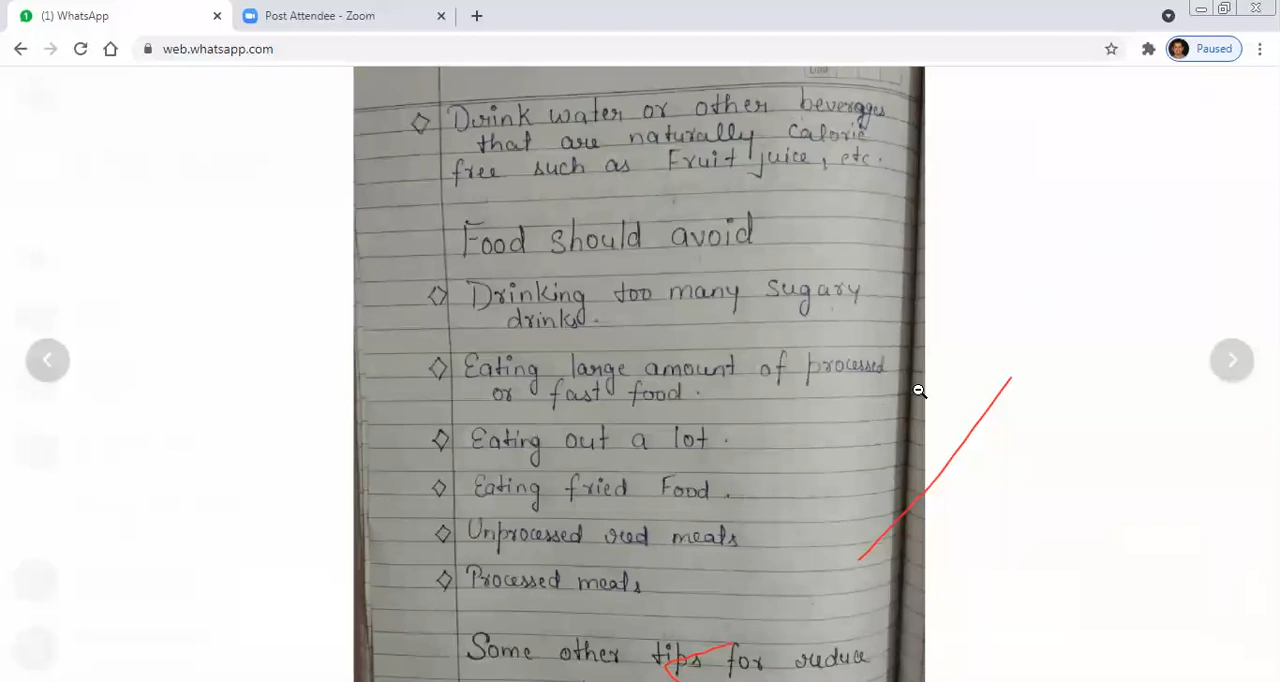 (1) WhatsApp
Post Attendee - Zoom
web.whatsapp.com
Paused
Drink water or other beverages
that are naturally calorie
free such as Fruit juice, etc.
Food should avoid
Drinking too many sugary
drinks.
Eating large amount of processed
or fast food.
Eating out a lot.
Eating fried Food.
Unprocessed red meats
Processed meats
Some other tips for reduce